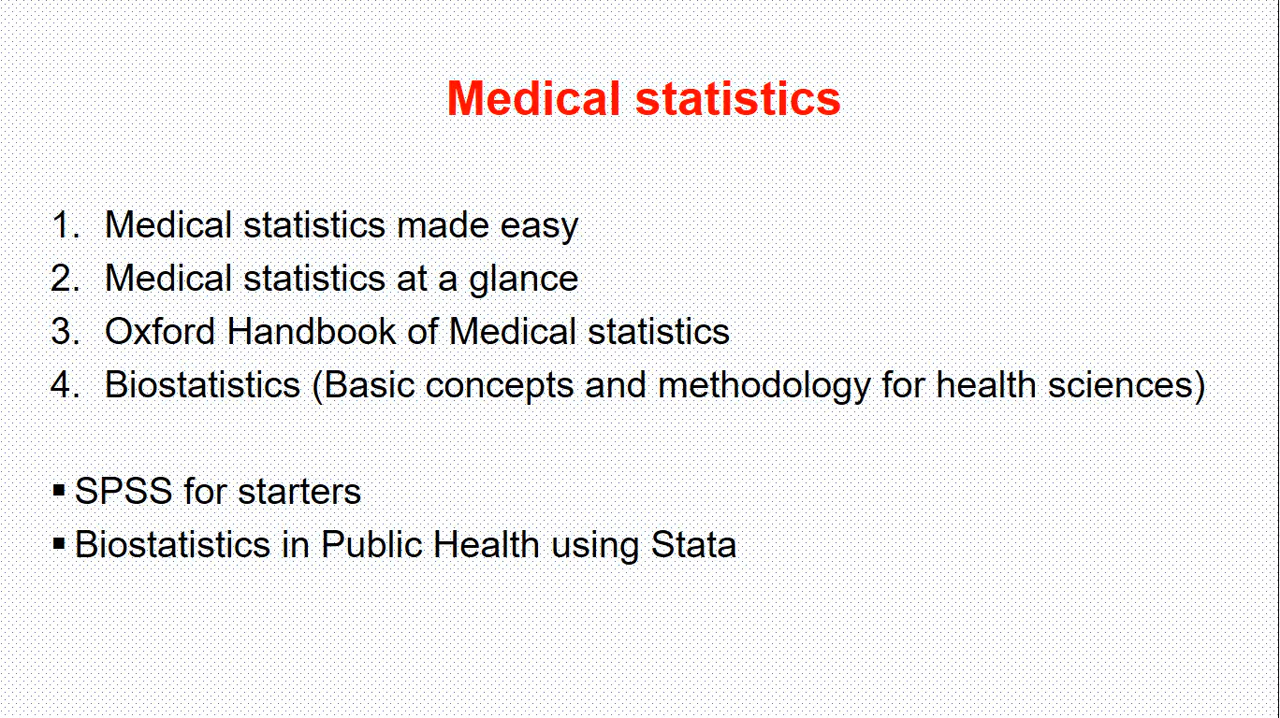 Medical statistics
1. Medical statistics made easy
2. Medical statistics at a glance
3. Oxford Handbook of Medical statistics
4. Biostatistics (Basic concepts and methodology for health sciences)
▪ SPSS for starters
▪ Biostatistics in Public Health using Stata